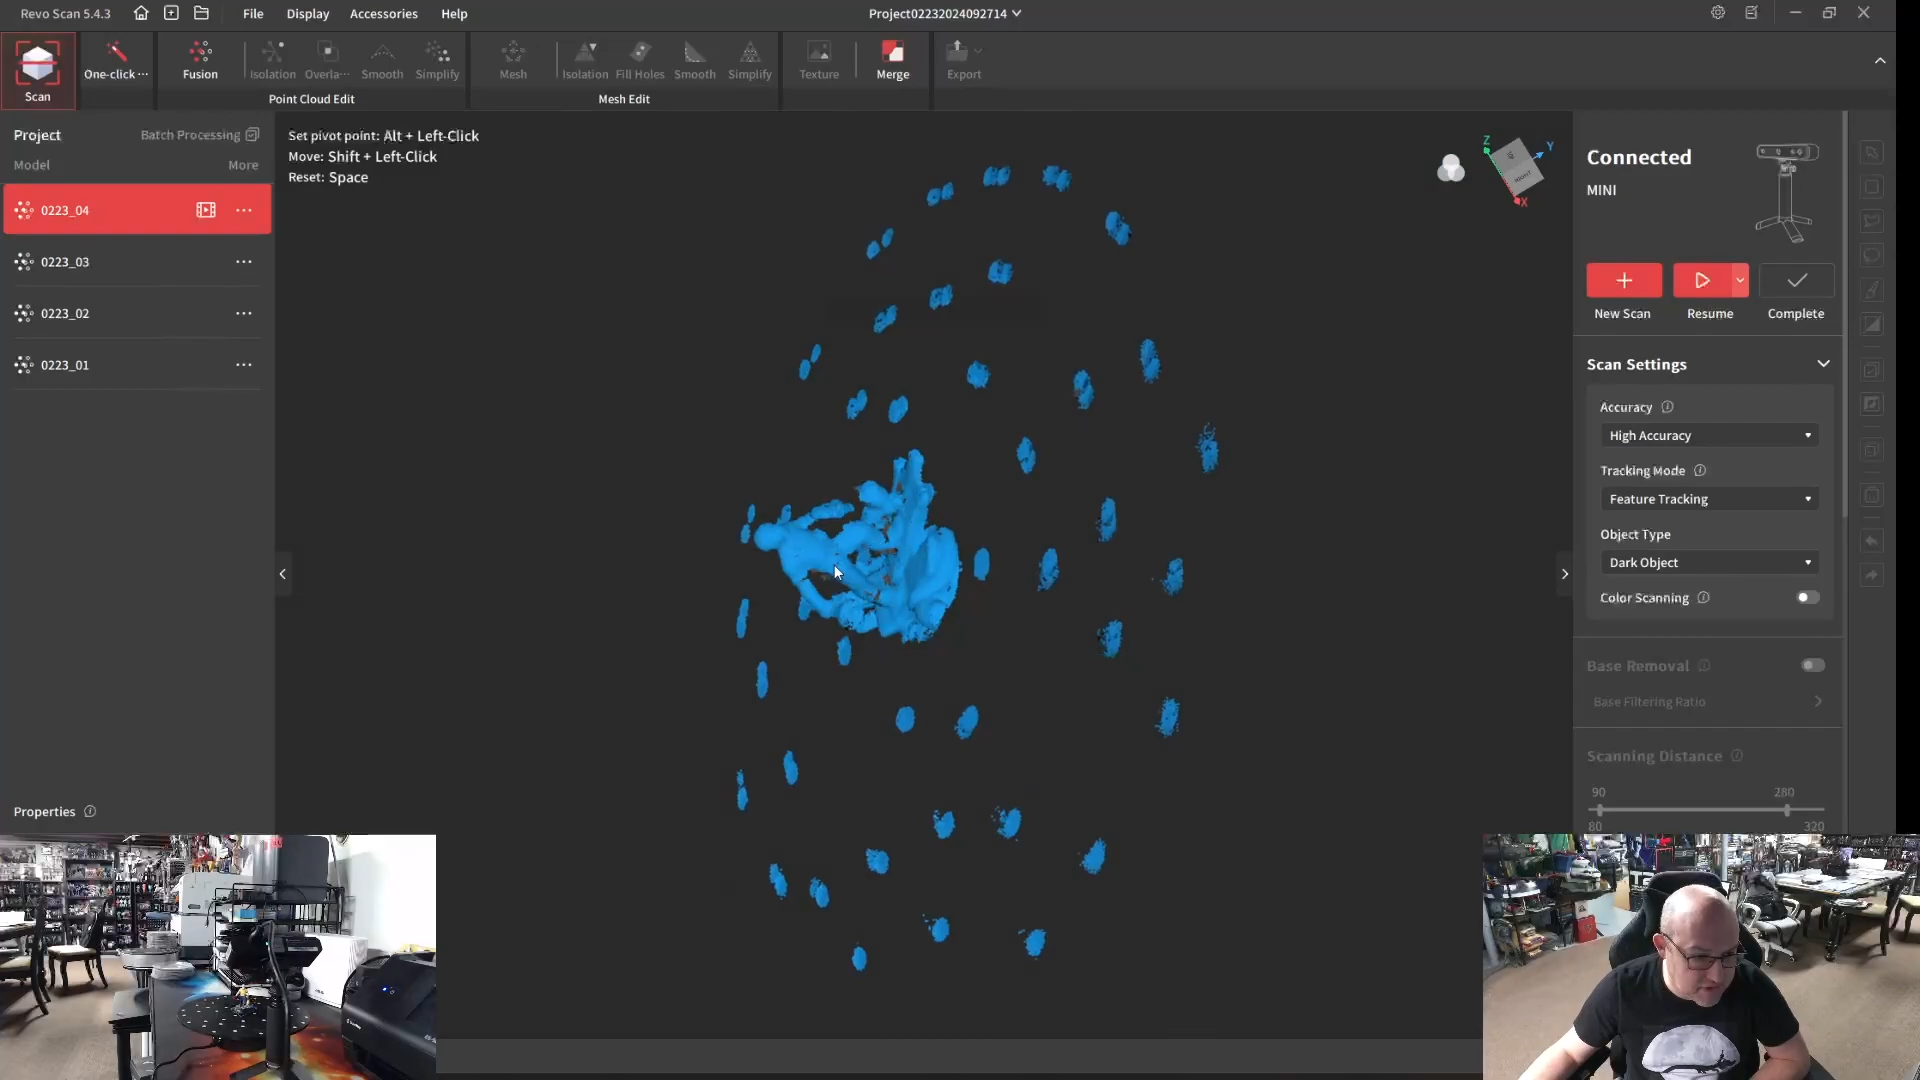 Revo Scan 5.4.3
File
Display
Accessories
Help
Project02232024092714
Scan
One-click ···
Fusion
Isolation
Overla···
Smooth
Simplify
Point Cloud Edit
Mesh
Isolation
Fill Holes
Smooth
Simplify
Mesh Edit
Texture
Merge
Export
Project
Batch Processing
Model
More
0223_04
0223_03
0223_02
0223_01
Properties
Set pivot point: Alt + Left-Click
Move: Shift + Left-Click
Reset: Space
Z
Y
X
RIGHT
Connected
MINI
New Scan
Resume
Complete
Scan Settings
Accuracy
High Accuracy
Tracking Mode
Feature Tracking
Object Type
Dark Object
Color Scanning
Base Removal
Base Filtering Ratio
Scanning Distance
90 280
80 320